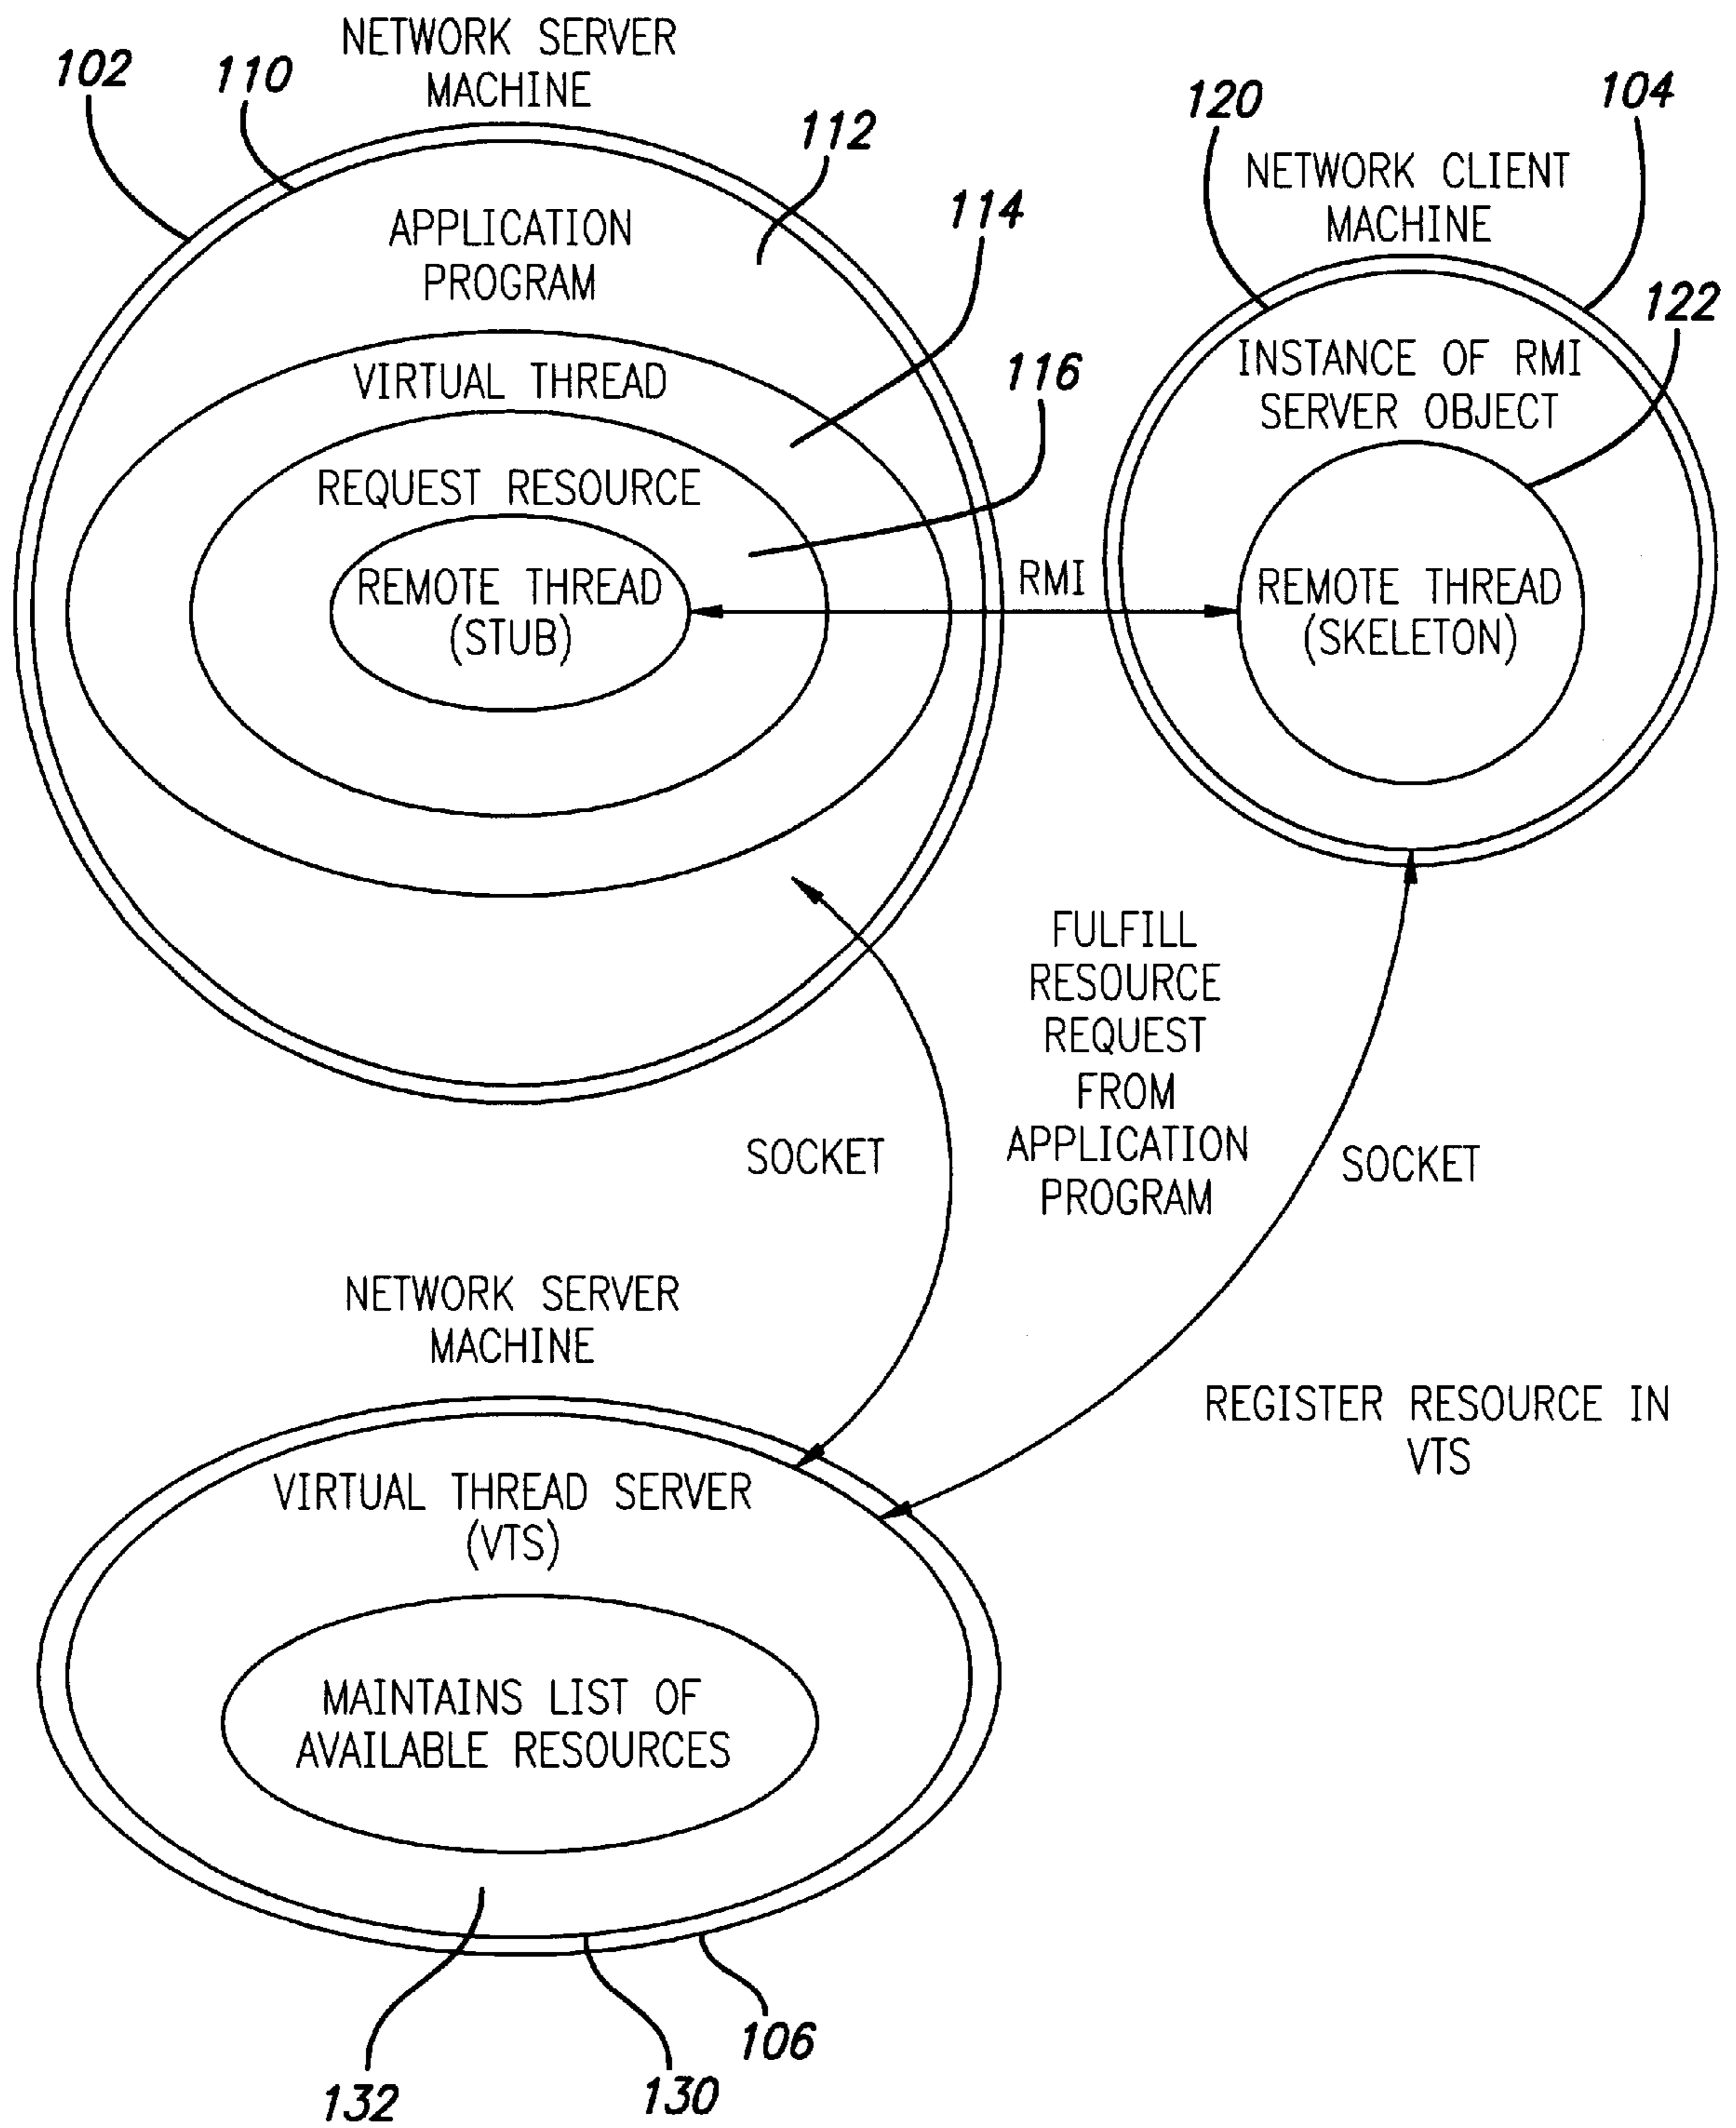 NETWORK SERVER
MACHINE
102
110
112
114
116
APPLICATION
PROGRAM
VIRTUAL THREAD
REQUEST RESOURCE
REMOTE THREAD
(STUB)
RMI
120
104
NETWORK CLIENT
MACHINE
122
INSTANCE OF RMI
SERVER OBJECT
REMOTE THREAD
(SKELETON)
FULFILL
RESOURCE
REQUEST
FROM
APPLICATION
PROGRAM
SOCKET
SOCKET
NETWORK SERVER
MACHINE
REGISTER RESOURCE IN
VTS
VIRTUAL THREAD SERVER
(VTS)
MAINTAINS LIST OF
AVAILABLE RESOURCES
132
130
106